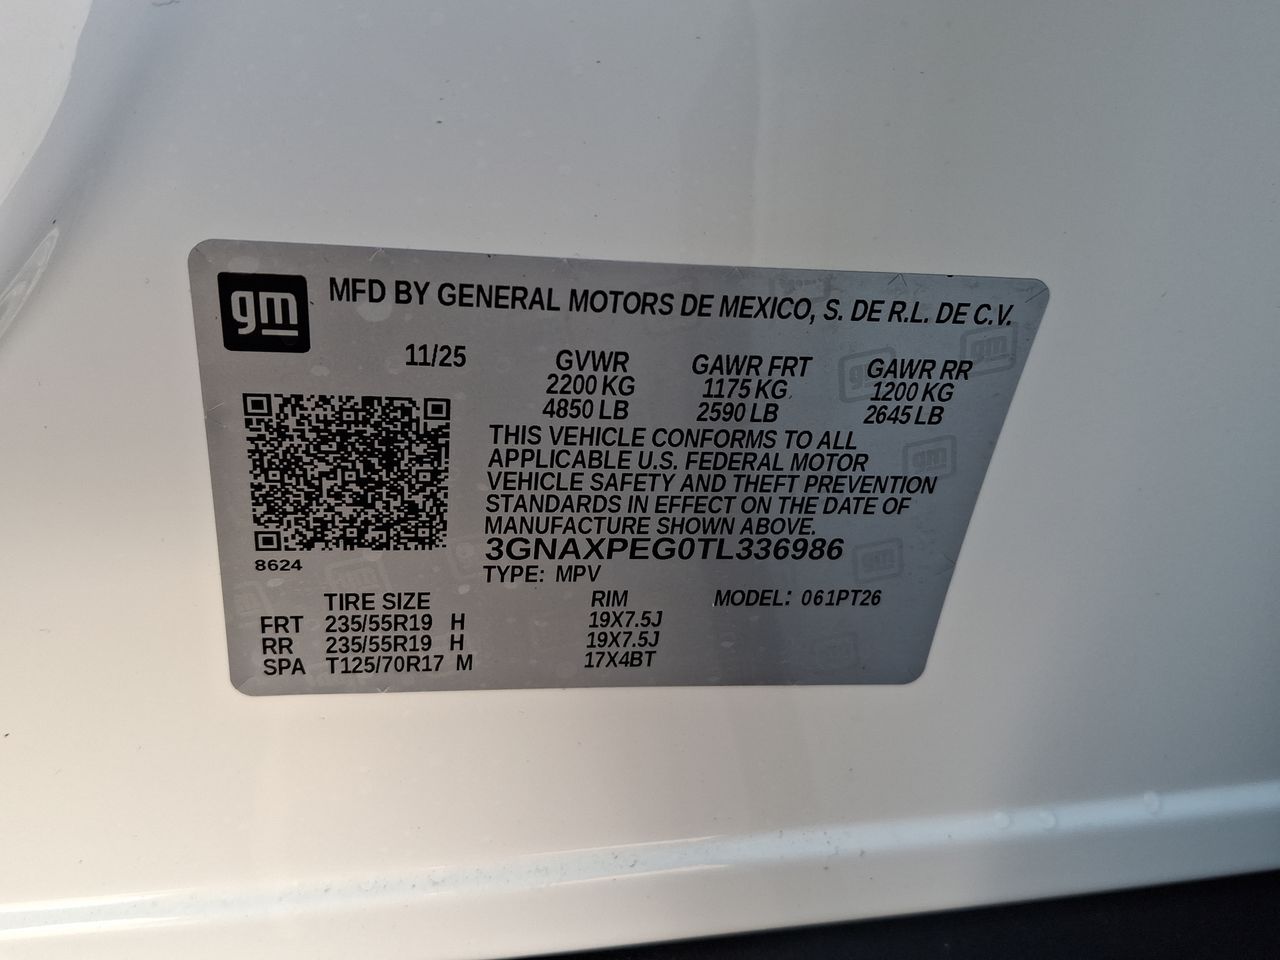 gm
MFD BY GENERAL MOTORS DE MEXICO, S. DE R.L. DE C.V.
11/25 GVWR GAWR FRT GAWR RR
2200 KG 1175 KG 1200 KG
4850 LB 2590 LB 2645 LB
THIS VEHICLE CONFORMS TO ALL
APPLICABLE U.S. FEDERAL MOTOR
VEHICLE SAFETY AND THEFT PREVENTION
STANDARDS IN EFFECT ON THE DATE OF
MANUFACTURE SHOWN ABOVE.
3GNAXPEG0TL336986
8624
TYPE: MPV
TIRE SIZE RIM MODEL: 061PT26
FRT 235/55R19 H 19X7.5J
RR 235/55R19 H 19X7.5J
SPA T125/70R17 M 17X4BT